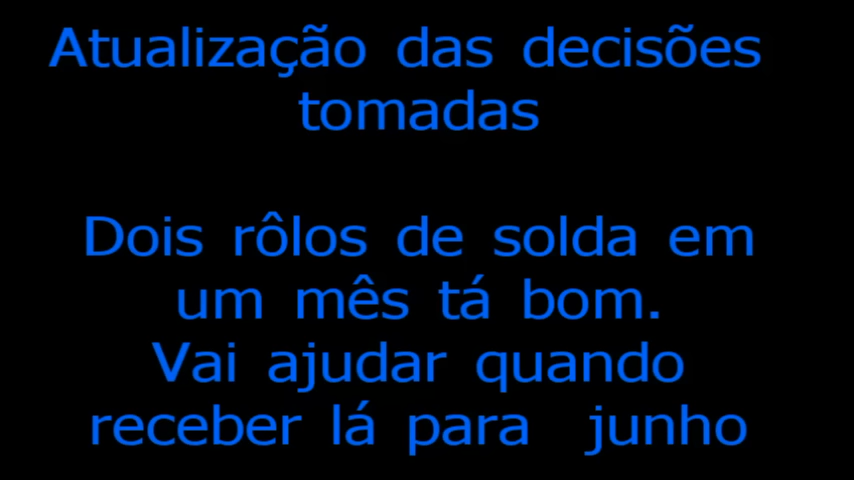 Atualização das decisões
tomadas
Dois rôlos de solda em
um mês tá bom.
Vai ajudar quando
receber lá para junho